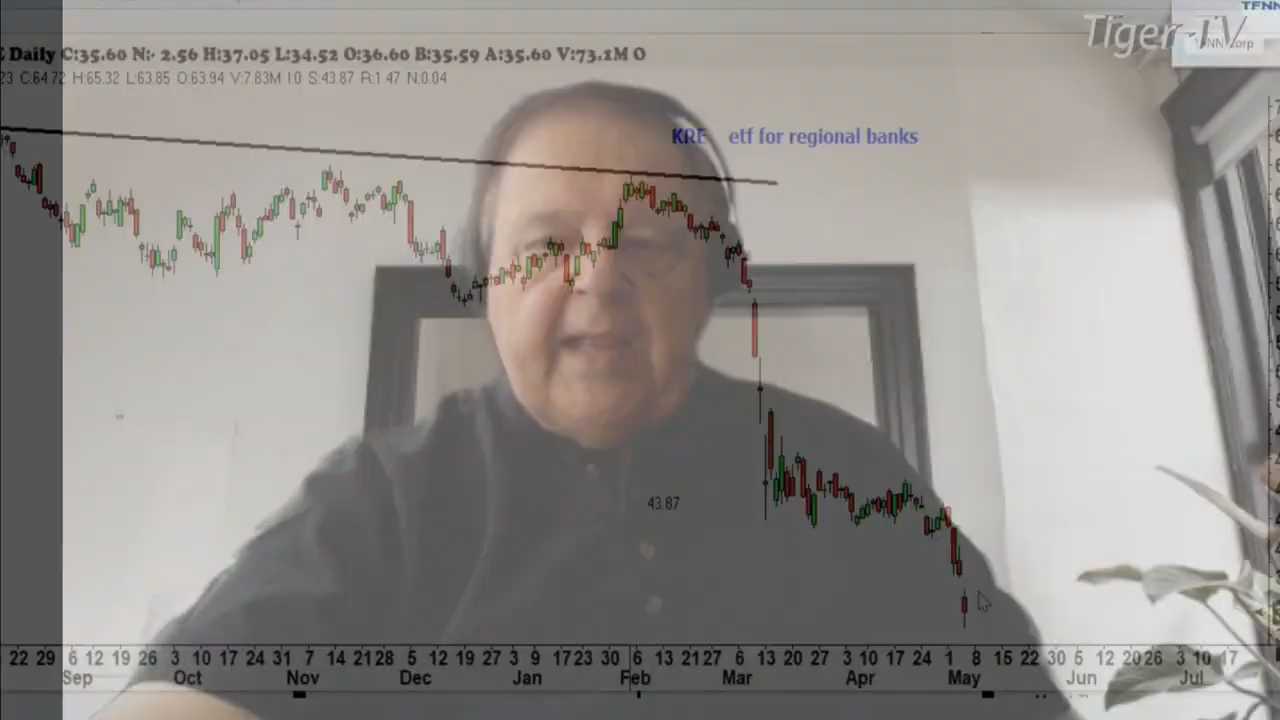 TFNN
Tiger-TV
E Daily C:35.60 N:- 2.56 H:37.05 L:34.52 O:36.60 B:35.59 A:35.60 V:73.1M O
23 C:64.72 H:65.32 L:63.85 O:63.94 V:7.83M I:0 S:43.87 R:1.47 N:0.04
KRE etf for regional banks
43.87
22 29 6 12 19 26 3 10 17 24 31 7 14 21 28 5 12 19 27 3 9 17 23 30 6 13 21 27 6 13 20 27 3 10 17 24 1 8 15 22 30 5 12 20 26 3 10 17
Sep Oct Nov Dec Jan Feb Mar Apr May Jun Jul